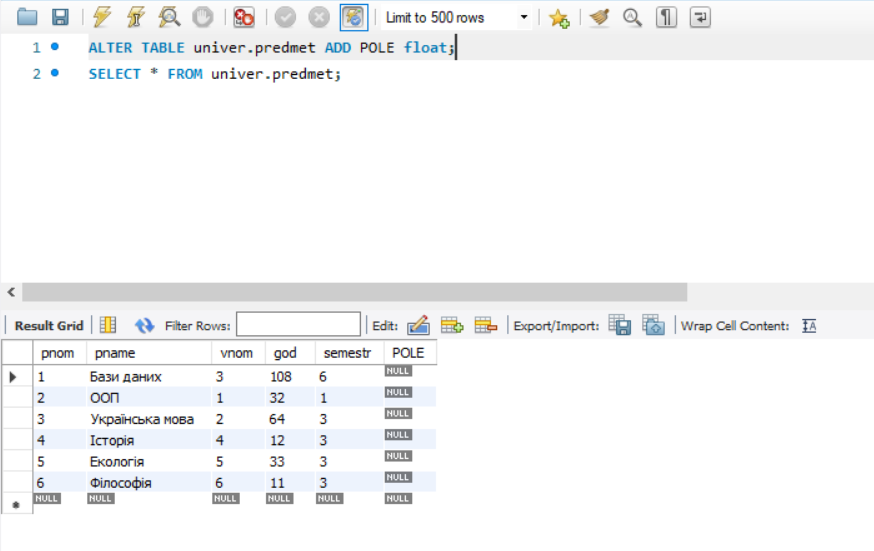 Limit to 500 rows
1 ALTER TABLE univer.predmet ADD POLE float;
2 SELECT * FROM univer.predmet;
Result Grid Filter Rows: Edit: Export/Import: Wrap Cell Content: IA
pnom pname vnom god semestr POLE
1 Бази даних 3 108 6 NULL
2 ООП 1 32 1 NULL
3 Українська мова 2 64 3 NULL
4 Історія 4 12 3 NULL
5 Екологія 5 33 3 NULL
6 Філософія 6 11 3 NULL
NULL NULL NULL NULL NULL NULL